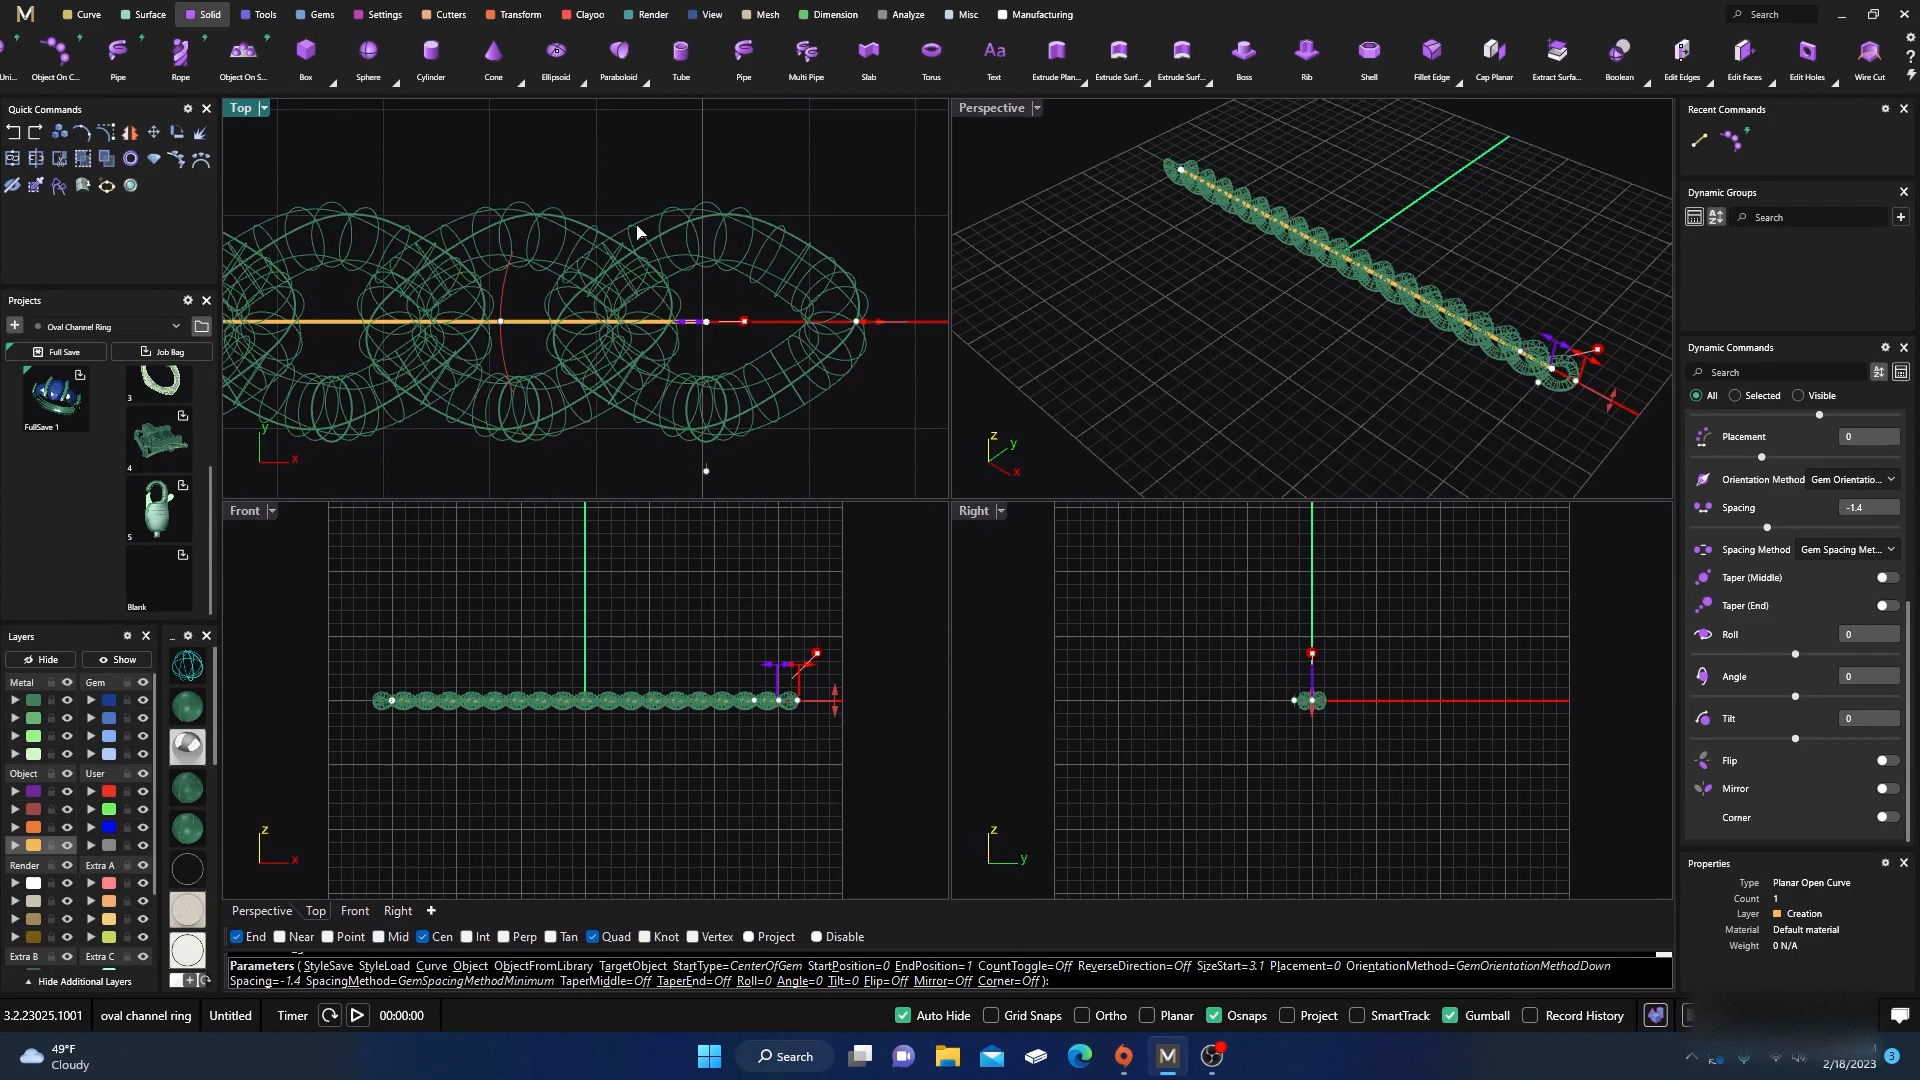 M Curve Surface Solid Tools Gems Settings Cutters Transform Clayoo Render View Mesh Dimension Analyze Misc Manufacturing Search
Uni... Object On C... Pipe Rope Object On S... Box Sphere Cylinder Cone Ellipsoid Paraboloid Tube Pipe Multi Pipe Slab Torus Text Extrude Plan... Extrude Surf... Extrude Surf... Boss Rib Shell Fillet Edge Cap Planar Extract Surfa... Boolean Edit Edges Edit Faces Edit Holes Wire Cut
Aa
Quick Commands
Projects
Oval Channel Ring
Full Save Job Bag
FullSave 1
3
4
5
Blank
Layers
Hide Show
Metal Gem
Object User
Render Extra A
Extra B Extra C
Hide Additional Layers
Top
y
x
Perspective
z
y
x
Front
z
x
Right
z
y
Perspective Top Front Right
End Near Point Mid Cen Int Perp Tan Quad Knot Vertex Project Disable
Parameters ( StyleSave StyleLoad Curve Object ObjectFromLibrary TargetObject StartType=CenterOfGem StartPosition=0 EndPosition=1 CountToggle=Off ReverseDirection=Off SizeStart=3.1 Placement=0 OrientationMethod=GemOrientationMethodDown
Spacing=-1.4 SpacingMethod=GemSpacingMethodMinimum TaperMiddle=Off TaperEnd=Off Roll=0 Angle=0 Tilt=0 Flip=Off Mirror=Off Corner=Off ):
Recent Commands
Dynamic Groups
Search
Dynamic Commands
Search
All Selected Visible
Placement 0
Orientation Method Gem Orientatio...
Spacing -1.4
Spacing Method Gem Spacing Met...
Taper (Middle)
Taper (End)
Roll 0
Angle 0
Tilt 0
Flip
Mirror
Corner
Properties
Type Planar Open Curve
Count 1
Layer Creation
Material Default material
Weight 0 N/A
3.2.23025.1001 oval channel ring Untitled Timer 00:00:00 Auto Hide Grid Snaps Ortho Planar Osnaps Project SmartTrack Gumball Record History
49°F
Cloudy
Search
M
2/18/2023
3